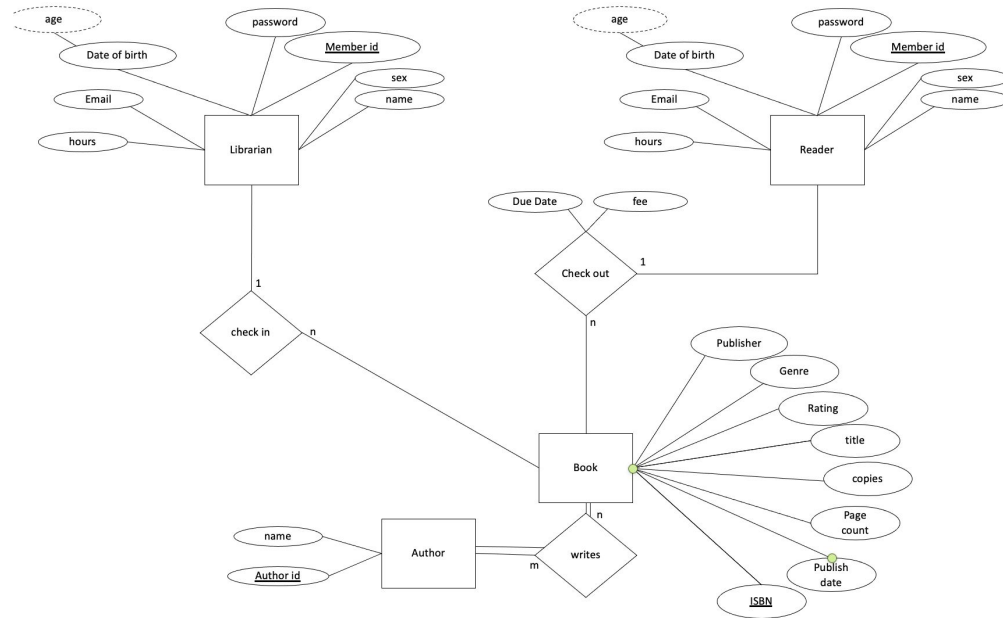 age
password
Date of birth
Member id
sex
Email
name
hours
Librarian
age
password
Date of birth
Member id
sex
Email
name
hours
Reader
Due Date
fee
Check out
1
n
1
check in
n
Publisher
Genre
Rating
title
copies
Page
count
Publish
date
ISBN
Book
n
writes
m
Author
name
Author id